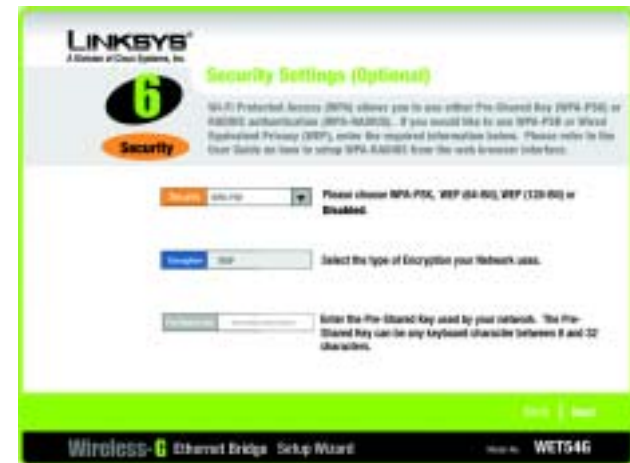 LINKSYS®
A Division of Cisco Systems, Inc.
6
Security
Security Settings (Optional)
Wi-Fi Protected Access (WPA) allows you to use either Pre-Shared Key (WPA-PSK) or
RADIUS authentication (WPA-RADIUS). If you would like to use WPA-PSK or Wired
Equivalent Privacy (WEP), enter the required information below. Please refer to the
User Guide on how to setup WPA-RADIUS from the web browser interface.
Security WPA-PSK
Please choose WPA-PSK, WEP (64-Bit), WEP (128-Bit) or
Disabled.
Encryption TKIP
Select the type of Encryption your Network uses.
Enter the Pre-Shared Key used by your network. The Pre-
Shared Key can be any keyboard character between 8 and 32
characters.
Back Next
Wireless-G Ethernet Bridge Setup Wizard
Model No. WET54G